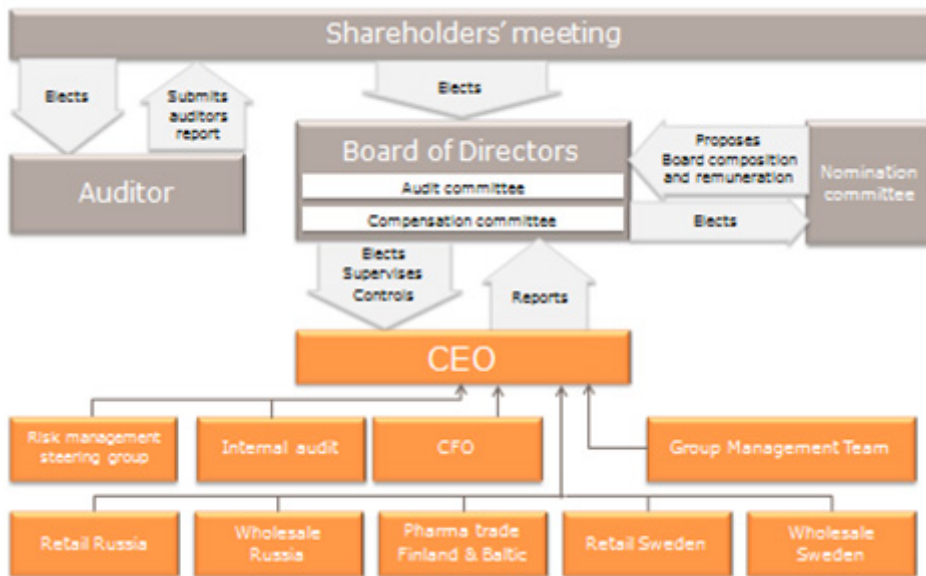 Shareholders' meeting
Elects
Submits
auditors
report
Elects
Auditor
Board of Directors
Audit committee
Compensation committee
Proposes
Board composition
and remuneration
Nomination
committee
Elects
Elects
Supervises
Controls
Reports
CEO
Risk management
steering group
Internal audit
CFO
Group Management Team
Retail Russia
Wholesale
Russia
Pharma trade
Finland & Baltic
Retail Sweden
Wholesale
Sweden